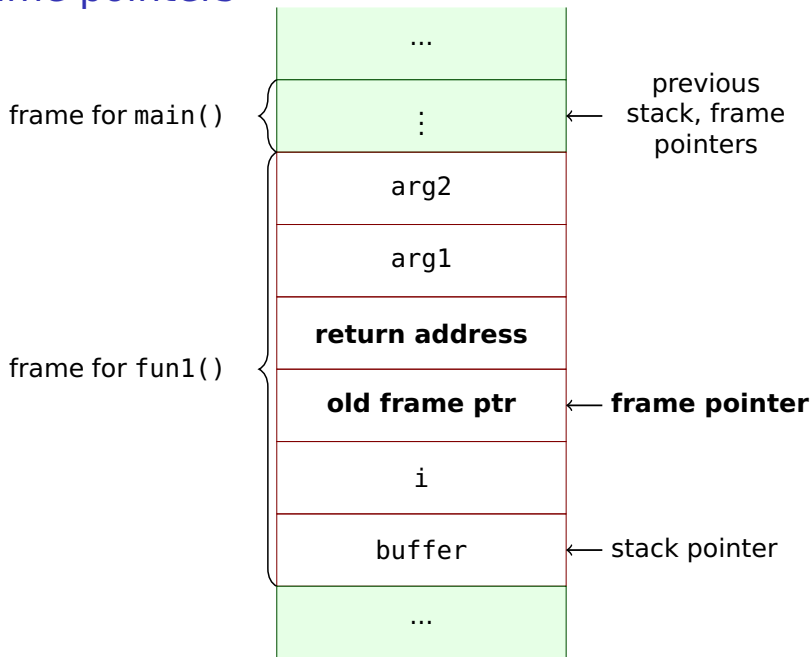 pointers
...
previous
frame for main()
⋮
stack, frame
pointers
arg2
arg1
return address
frame for fun1()
old frame ptr
frame pointer
i
buffer
stack pointer
...